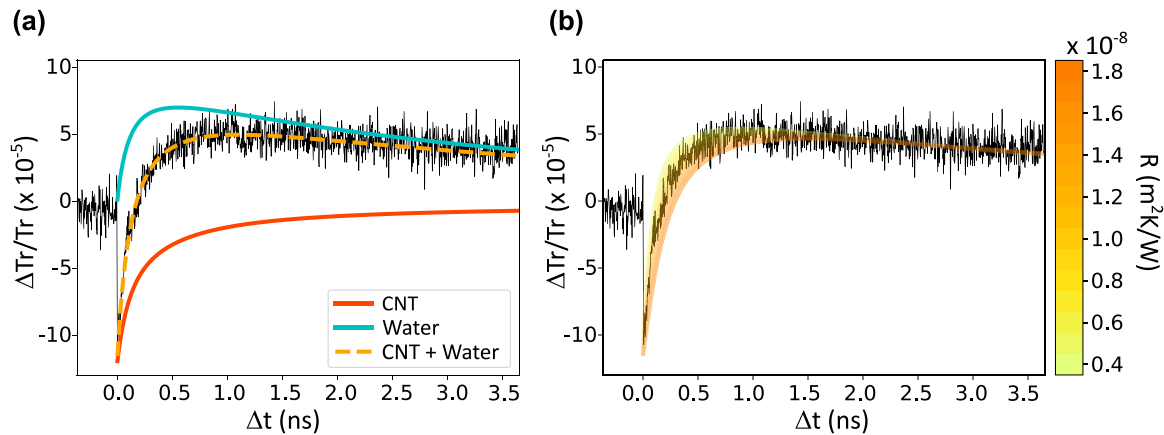 (a)
(b)
x 10⁻⁸
10
5
0
-5
-10
ΔTr/Tr (x 10⁻⁵)
CNT
Water
CNT + Water
0.0 0.5 1.0 1.5 2.0 2.5 3.0 3.5
Δt (ns)
10
5
0
-5
-10
ΔTr/Tr (x 10⁻⁵)
0.0 0.5 1.0 1.5 2.0 2.5 3.0 3.5
Δt (ns)
1.8
1.6
1.4
1.2
1.0
0.8
0.6
0.4
R (m²K/W)